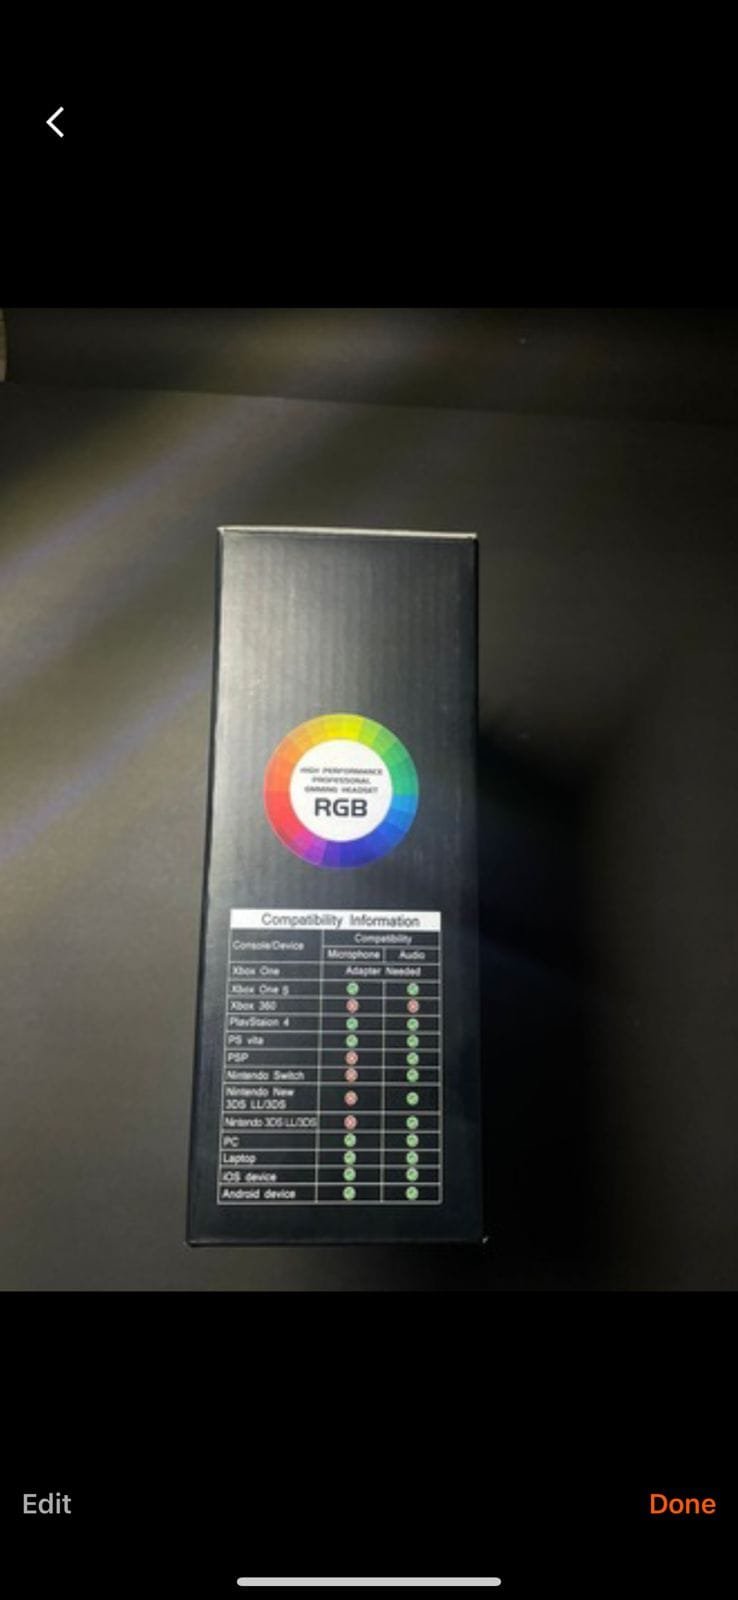 HIGH PERFORMANCE
PROFESSIONAL
GMMING HEADSET
RGB
Compatibility Information
Console/Device
Compatibility
Microphone Audio
Xbox One Adapter Needed
Xbox One S
Xbox 360
PlayStaion 4
PS vita
PSP
Nintendo Switch
Nintendo New
3DS LL/3DS
Nintendo 3DS LL/3DS
PC
Laptop
iOS device
Android device
Edit Done